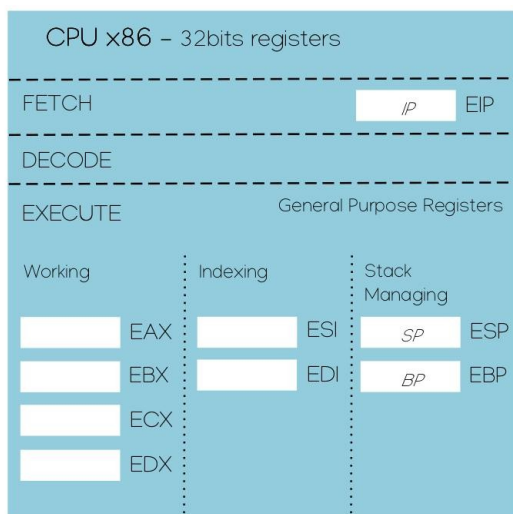 CPU x86 – 32bits registers
FETCH
IP EIP
DECODE
EXECUTE
General Purpose Registers
Working
Indexing
Stack
Managing
EAX
ESI
SP ESP
EBX
EDI
BP EBP
ECX
EDX